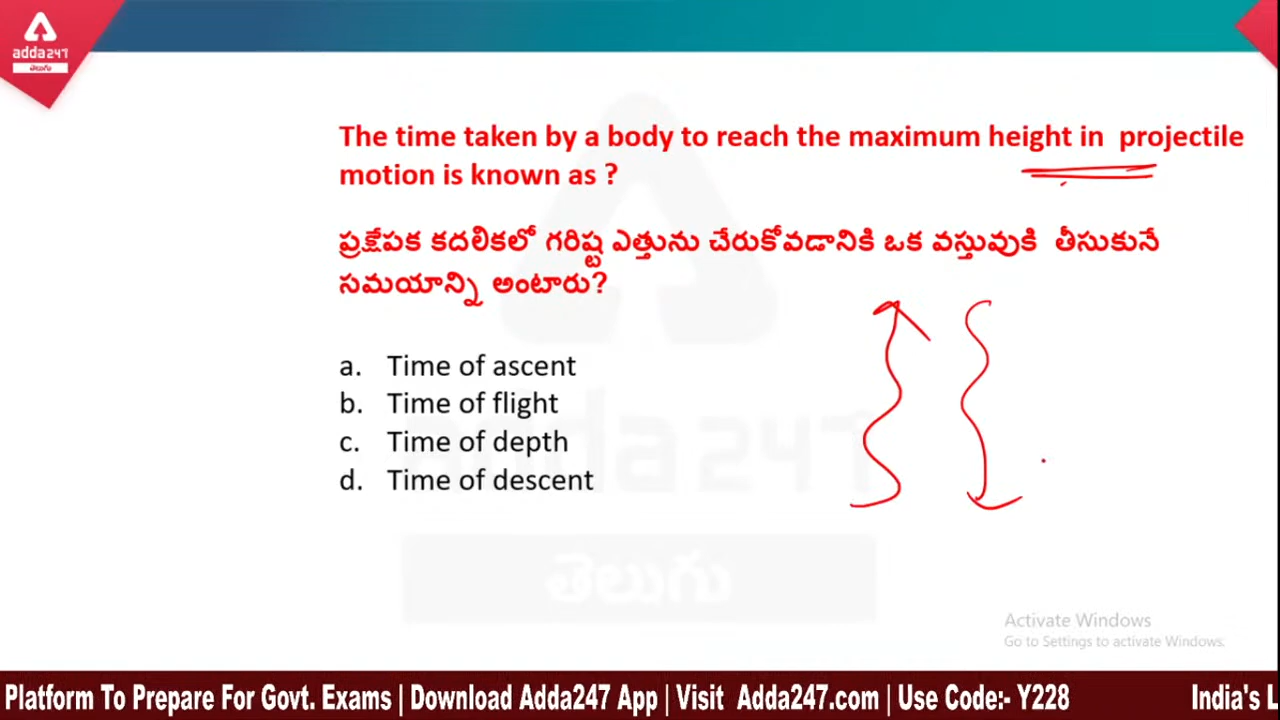 adda247
తెలుగు
The time taken by a body to reach the maximum height in projectile
motion is known as ?
ప్రక్షేపక కదలికలో గరిష్ట ఎత్తును చేరుకోవడానికి ఒక వస్తువుకి తీసుకునే
సమయాన్ని అంటారు?
a. Time of ascent
b. Time of flight
c. Time of depth
d. Time of descent
adda247
తెలుగు
Activate Windows
Go to Settings to activate Windows.
Platform To Prepare For Govt. Exams | Download Adda247 App | Visit Adda247.com | Use Code:- Y228 India's L